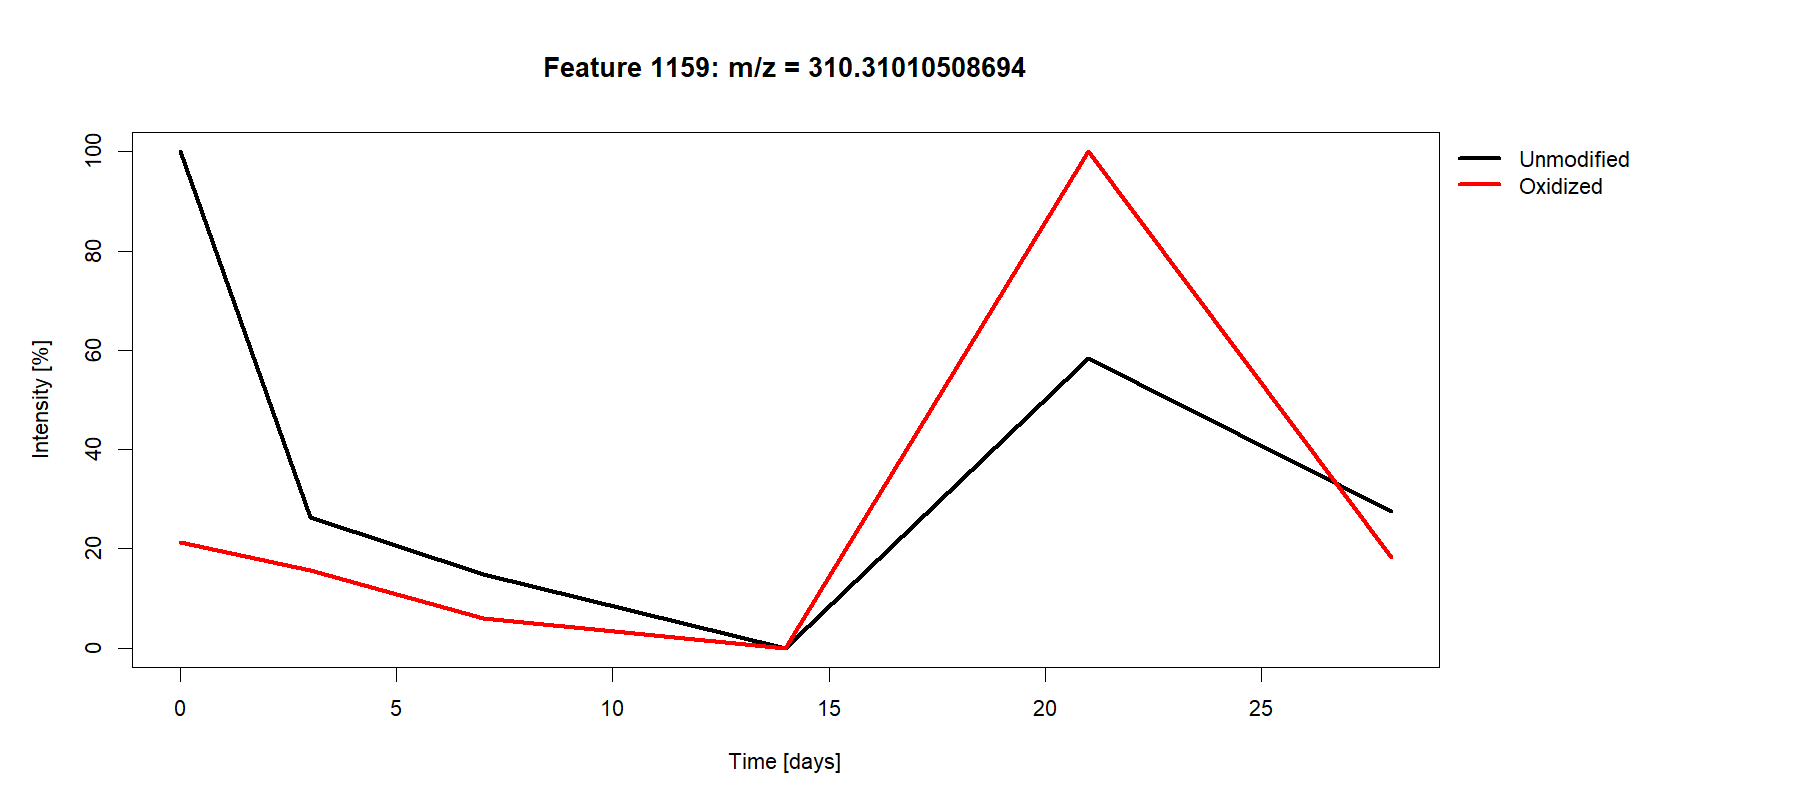 Feature 1159: m/z = 310.31010508694
Unmodified
Oxidized
Intensity [%]
100
80
60
40
20
0
0 5 10 15 20 25
Time [days]